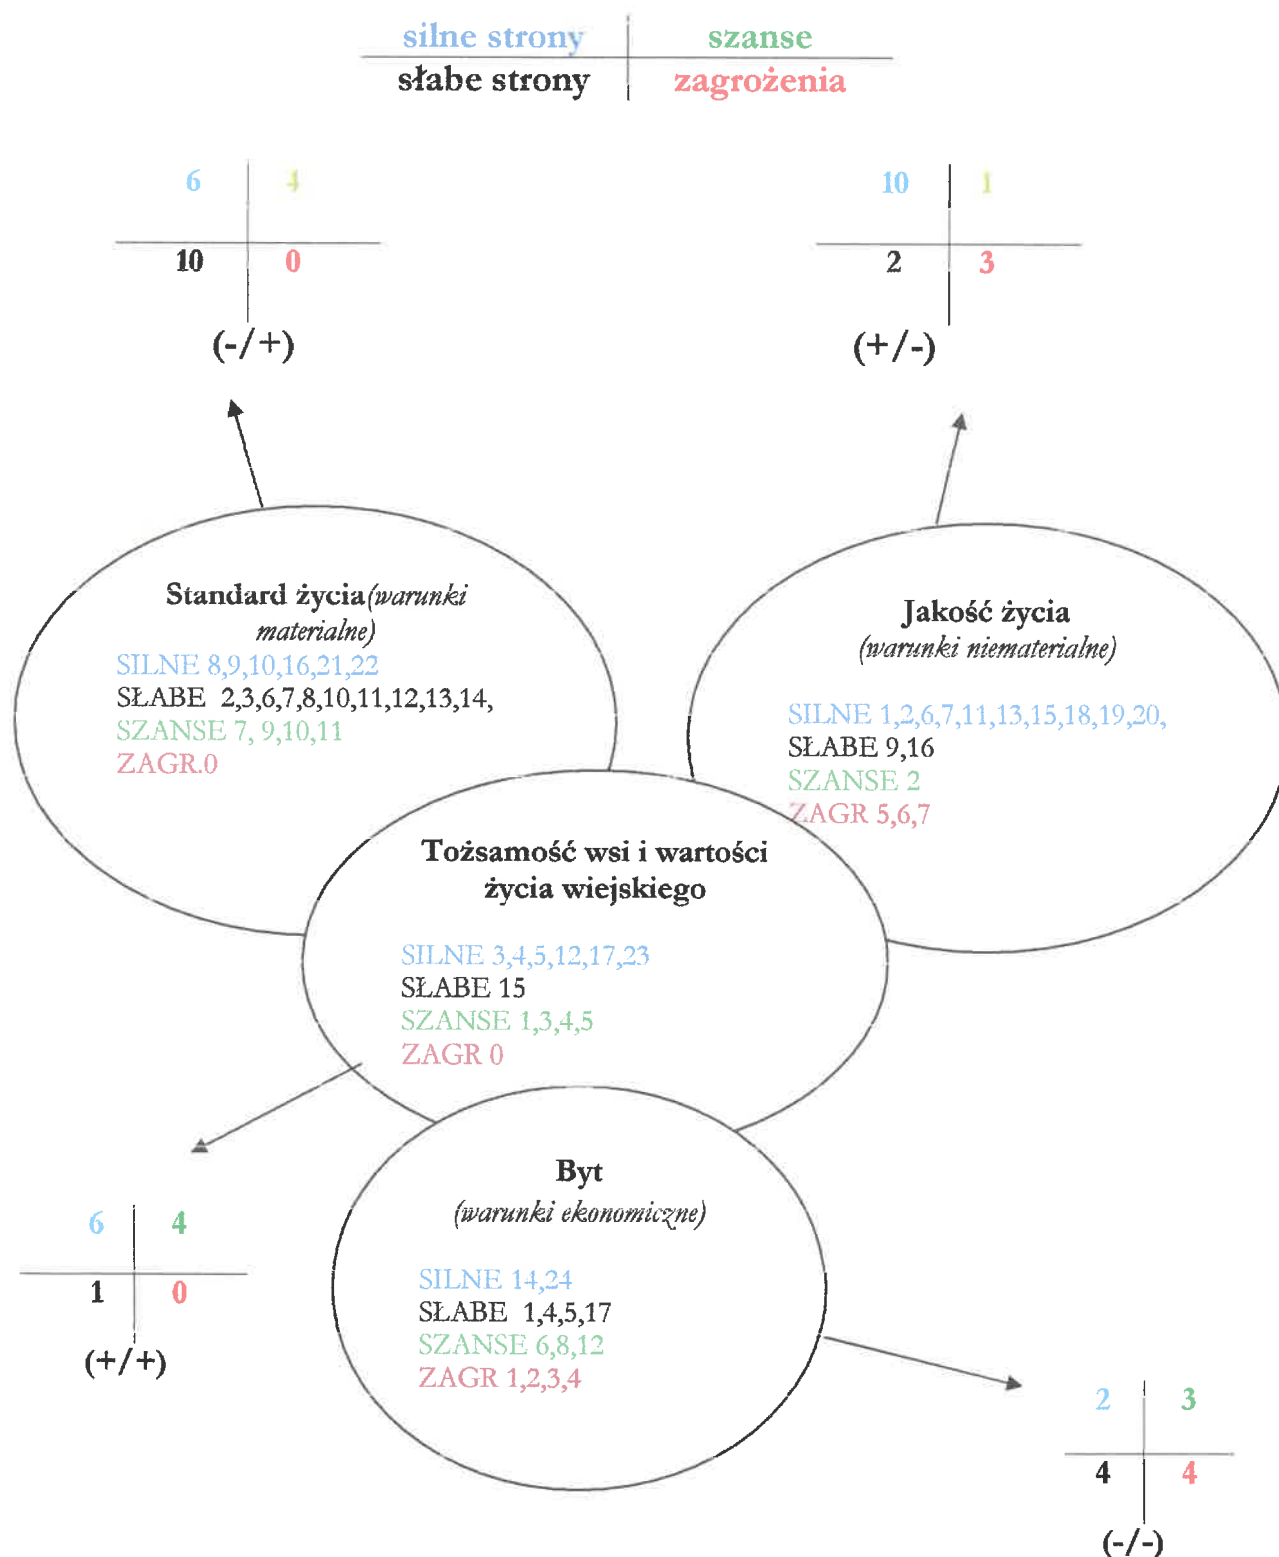 silne strony szanse
słabe strony zagrożenia
6 4
10 0
(-/+)
10 1
2 3
(+/-)
Standard życia(warunki
materialne)
SILNE 8,9,10,16,21,22
SŁABE 2,3,6,7,8,10,11,12,13,14,
SZANSE 7, 9,10,11
ZAGR.0
Jakość życia
(warunki niematerialne)
SILNE 1,2,6,7,11,13,15,18,19,20,
SŁABE 9,16
SZANSE 2
ZAGR 5,6,7
Tożsamość wsi i wartości
życia wiejskiego
SILNE 3,4,5,12,17,23
SŁABE 15
SZANSE 1,3,4,5
ZAGR 0
6 4
1 0
(+/+)
Byt
(warunki ekonomiczne)
SILNE 14,24
SŁABE 1,4,5,17
SZANSE 6,8,12
ZAGR 1,2,3,4
2 3
4 4
(-/-)